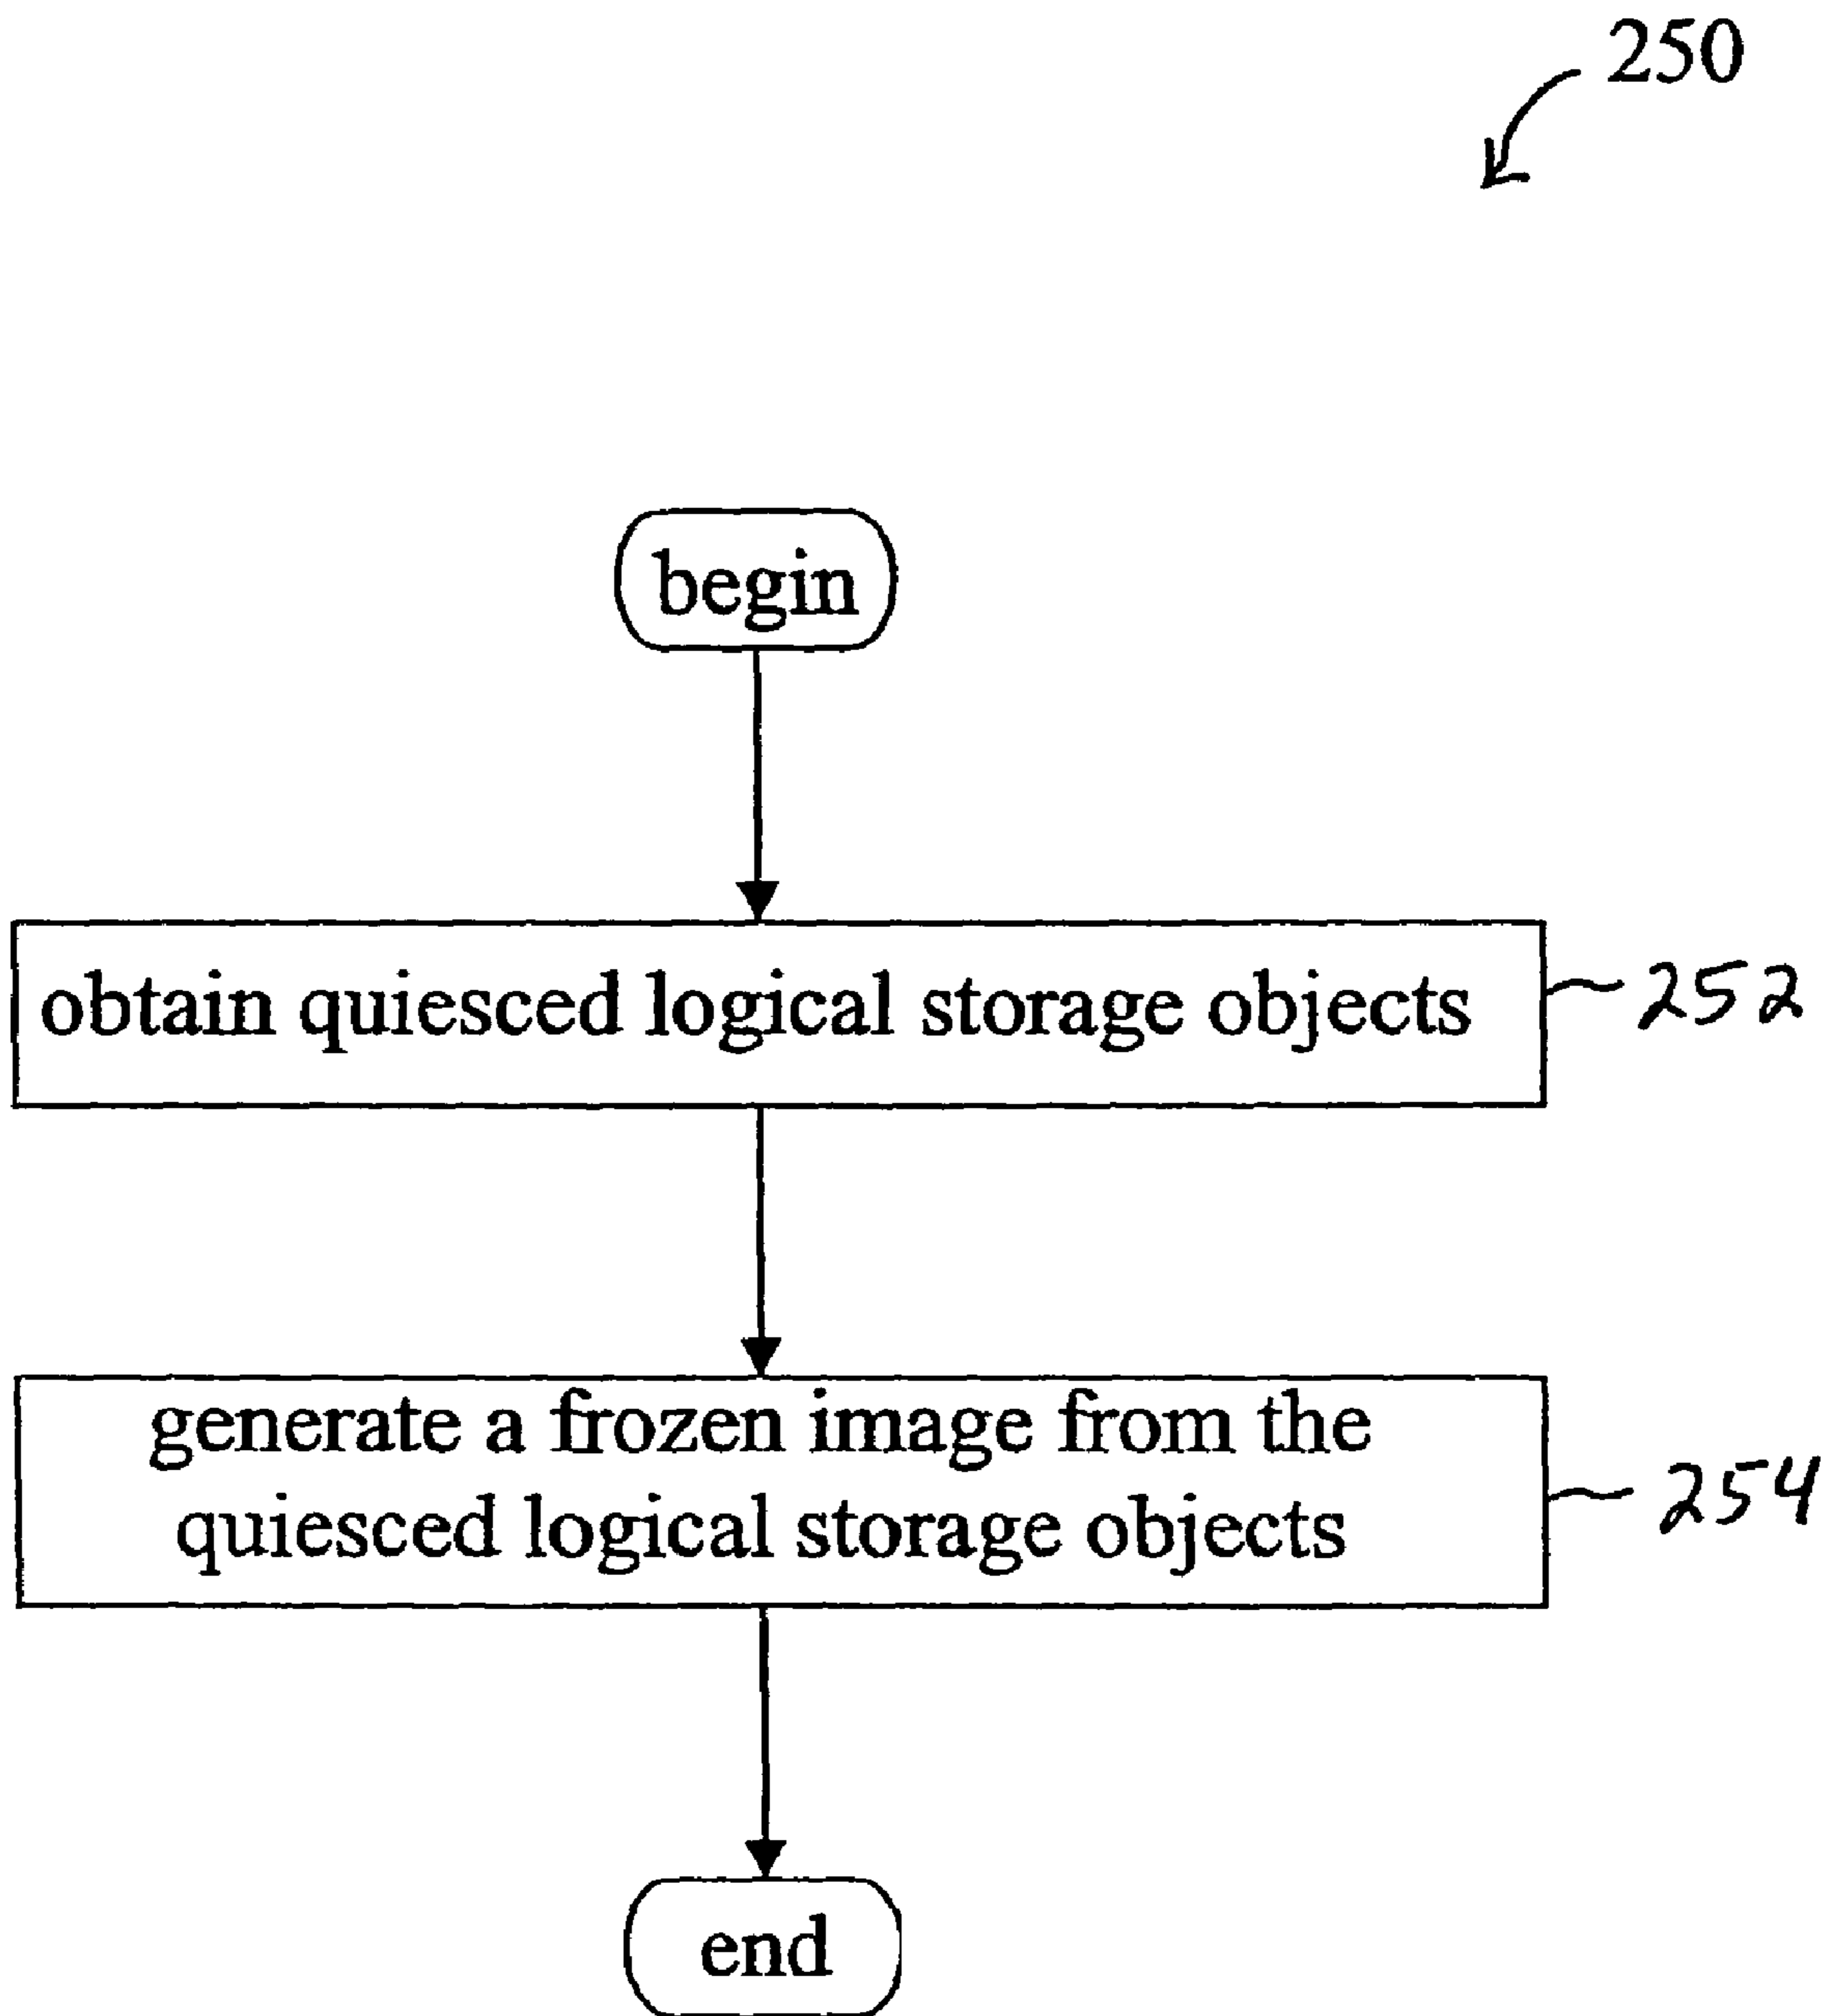 250
begin
obtain quiesced logical storage objects
252
generate a frozen image from the
quiesced logical storage objects
254
end